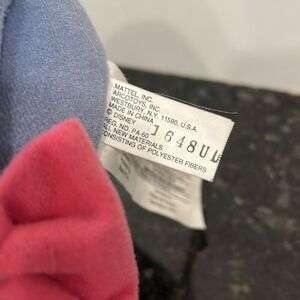 MATTEL, INC.
ARCOTOYS, INC.
WESTBURY, N.Y. 11590, U.S.A.
MADE IN CHINA
© DISNEY
REG. NO. PA-60
ALL NEW MATERIALS
CONSISTING OF POLYESTER FIBERS
1648UL